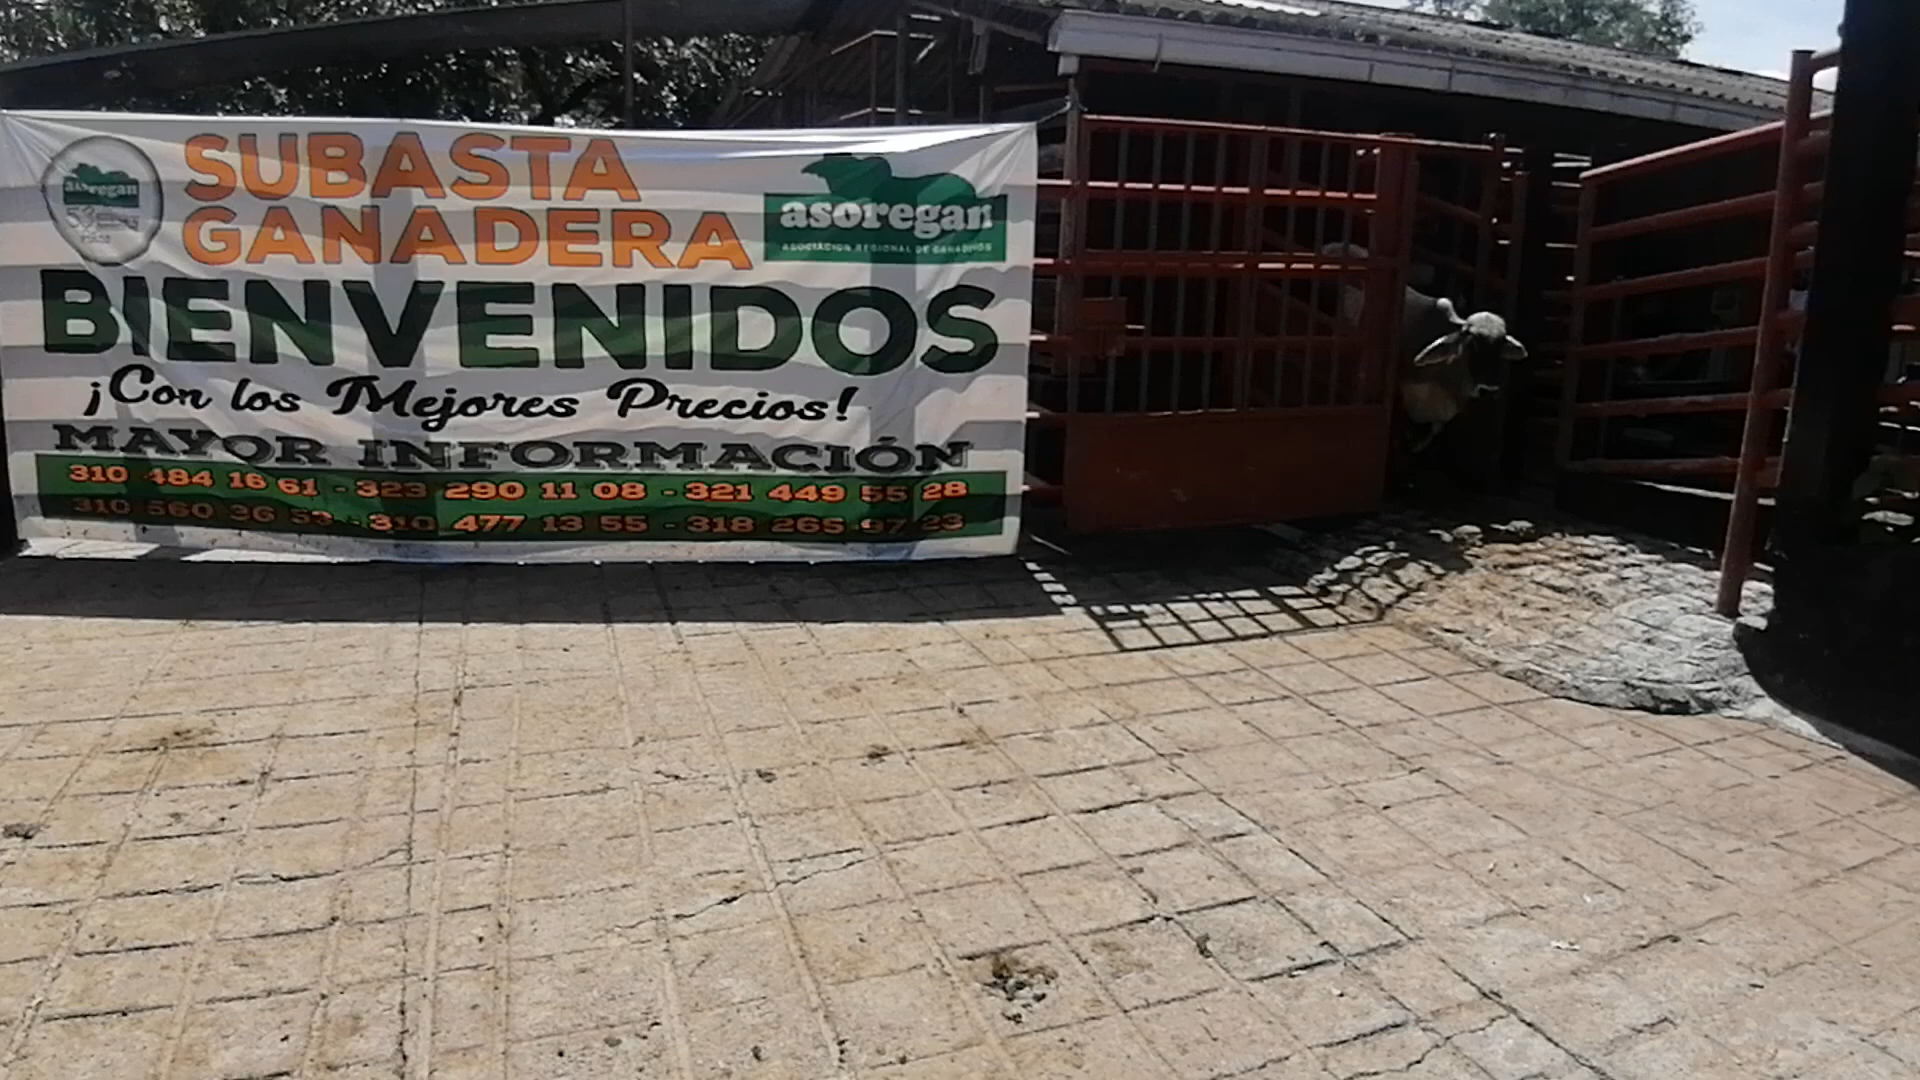 asoregan
53
SUBASTA
GANADERA
asoregan
ASOCIACIÓN REGIONAL DE GANADEROS
BIENVENIDOS
¡Con los Mejores Precios!
MAYOR INFORMACIÓN
310 484 16 61 - 323 290 11 08 - 321 449 55 28
310 560 36 53 - 310 477 13 55 - 318 265 97 23